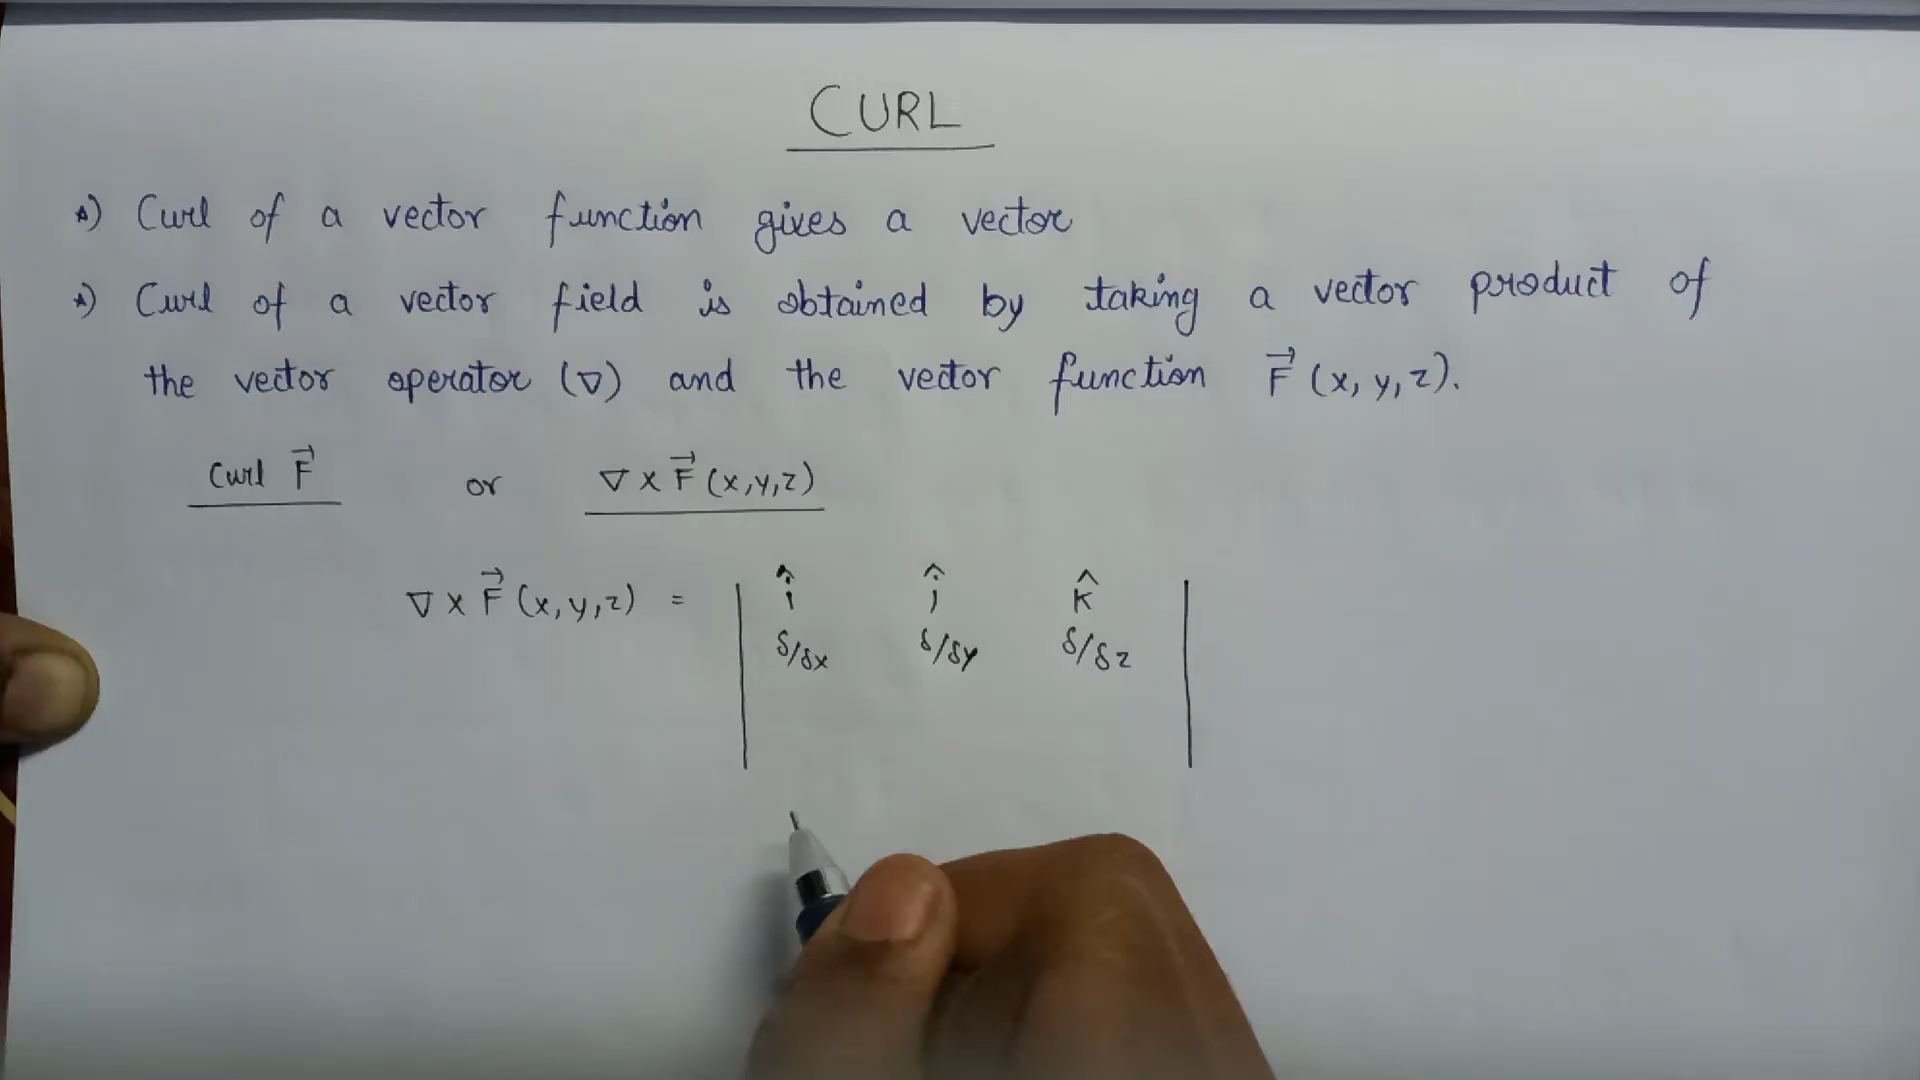 CURL
*) Curl of a vector function gives a vector
*) Curl of a vector field is obtained by taking a vector product of
the vector operator (∇) and the vector function F⃗ (x, y, z).
Curl F⃗ or ∇ x F⃗ (x,y,z)
∇ x F⃗ (x, y, z) = | î ĵ k̂ |
δ/δx δ/δy δ/δz